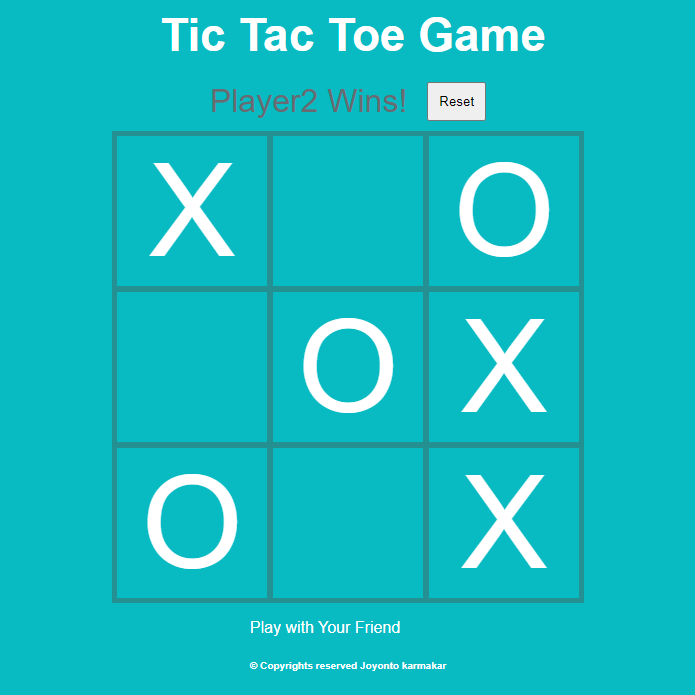 Tic Tac Toe Game
Player2 Wins! Reset
X O
O X
O X
Play with Your Friend
© Copyrights reserved Joyonto karmakar